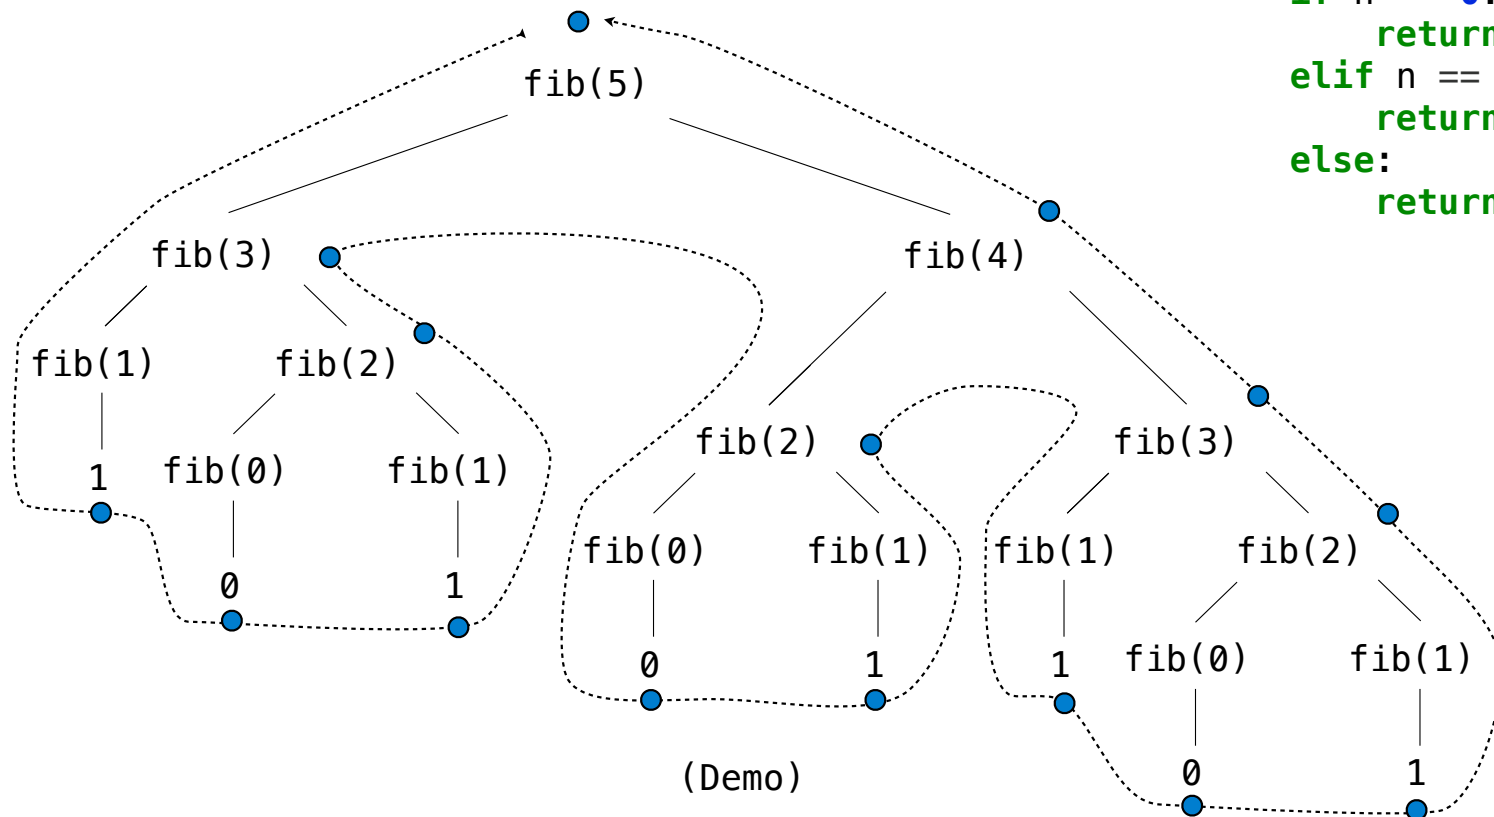 return
elif n ==
return
else:
return
fib(5)
fib(3) fib(4)
fib(1) fib(2)
fib(2) fib(3)
1 fib(0) fib(1)
fib(0) fib(1) fib(1) fib(2)
0 1
0 1 1 fib(0) fib(1)
(Demo)
0 1